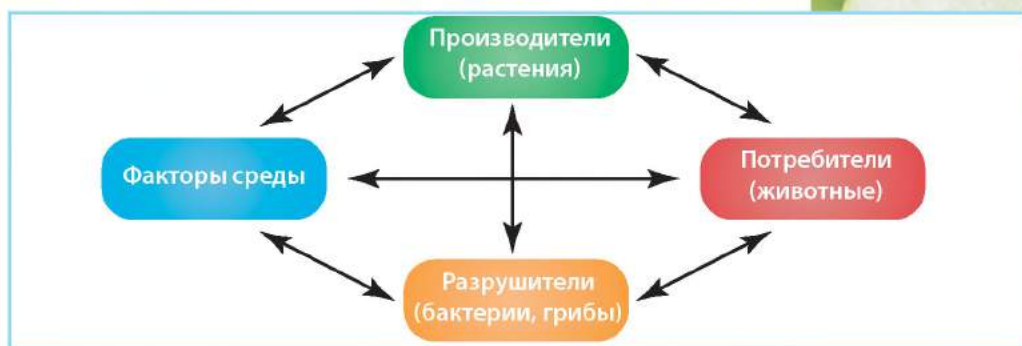 Производители
(растения)
Факторы среды
Потребители
(животные)
Разрушители
(бактерии, грибы)